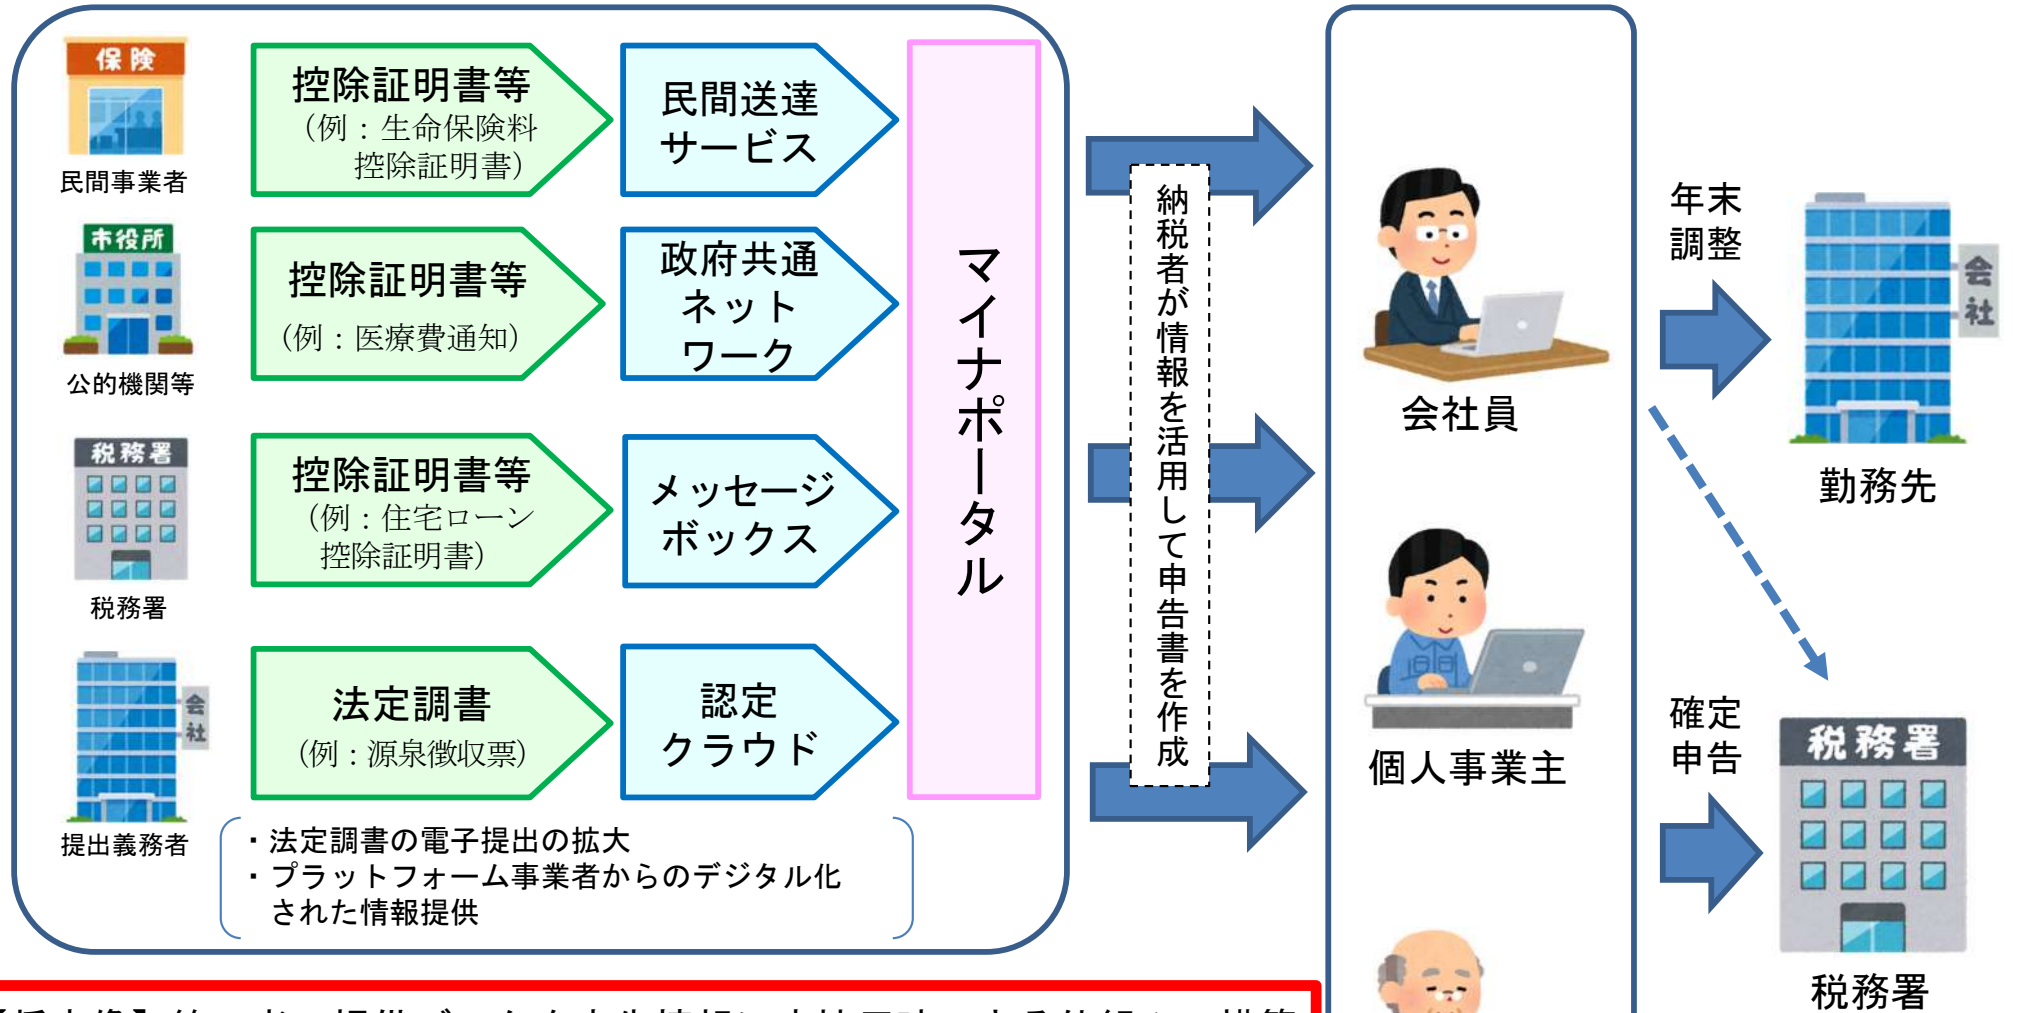 保険
民間事業者
控除証明書等
（例：生命保険料
控除証明書）
民間送達
サービス
市役所
公的機関等
控除証明書等
（例：医療費通知）
政府共通
ネット
ワーク
税務署
税務署
控除証明書等
（例：住宅ローン
控除証明書）
メッセージ
ボックス
会社
提出義務者
法定調書
（例：源泉徴収票）
認定
クラウド
・法定調書の電子提出の拡大
・プラットフォーム事業者からのデジタル化
された情報提供
マイナポータル
納税者が情報を活用して申告書を作成
会社員
個人事業主
年末
調整
会社
勤務先
確定
申告
税務署
税務署